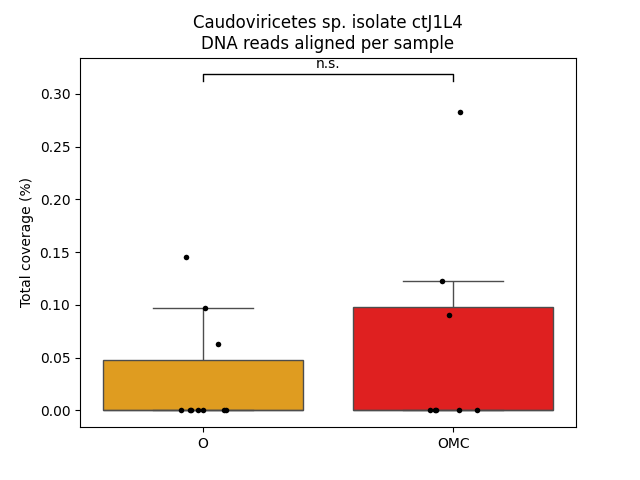 Caudoviricetes sp. isolate ctJ1L4
DNA reads aligned per sample
n.s.
0.30
0.25
0.20
0.15
0.10
0.05
0.00
Total coverage (%)
O
OMC